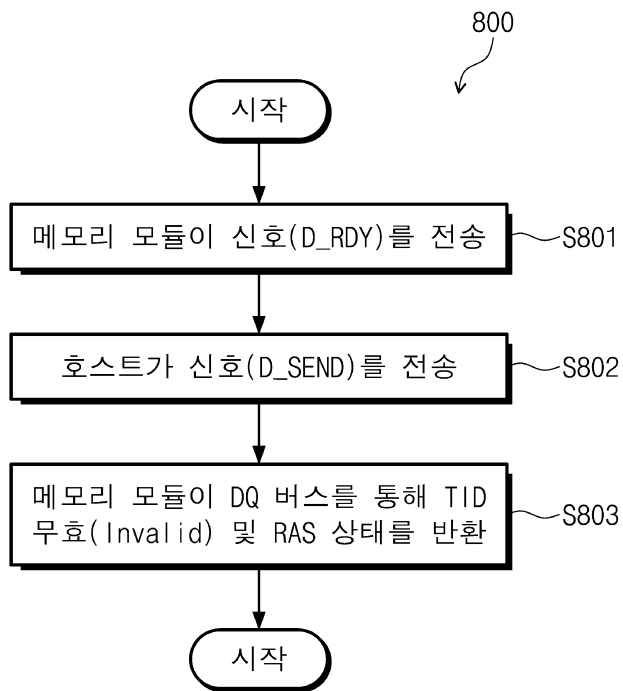 800
시작
메모리 모듈이 신호(D_RDY)를 전송
S801
호스트가 신호(D_SEND)를 전송
S802
메모리 모듈이 DQ 버스를 통해 TID
무효(Invalid) 및 RAS 상태를 반환
S803
시작